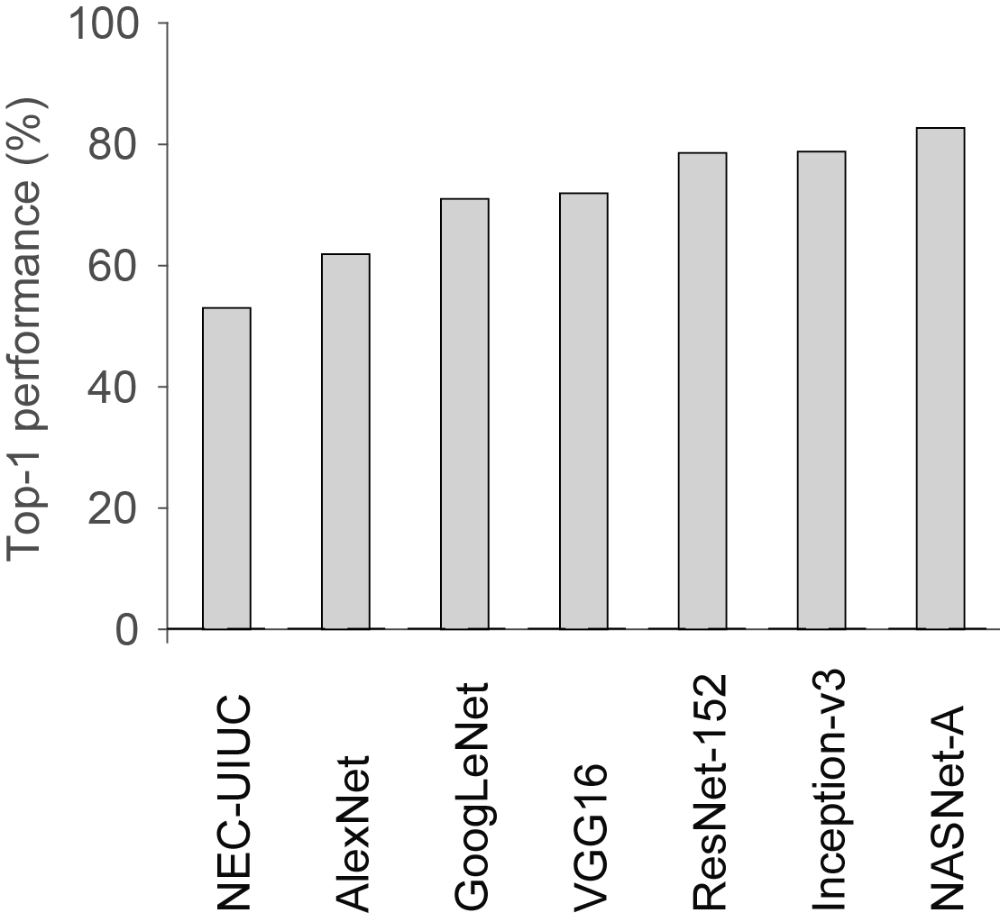 Top-1 performance (%)
100
80
60
40
20
0
NEC-UIUC
AlexNet
GoogLeNet
VGG16
ResNet-152
Inception-v3
NASNet-A